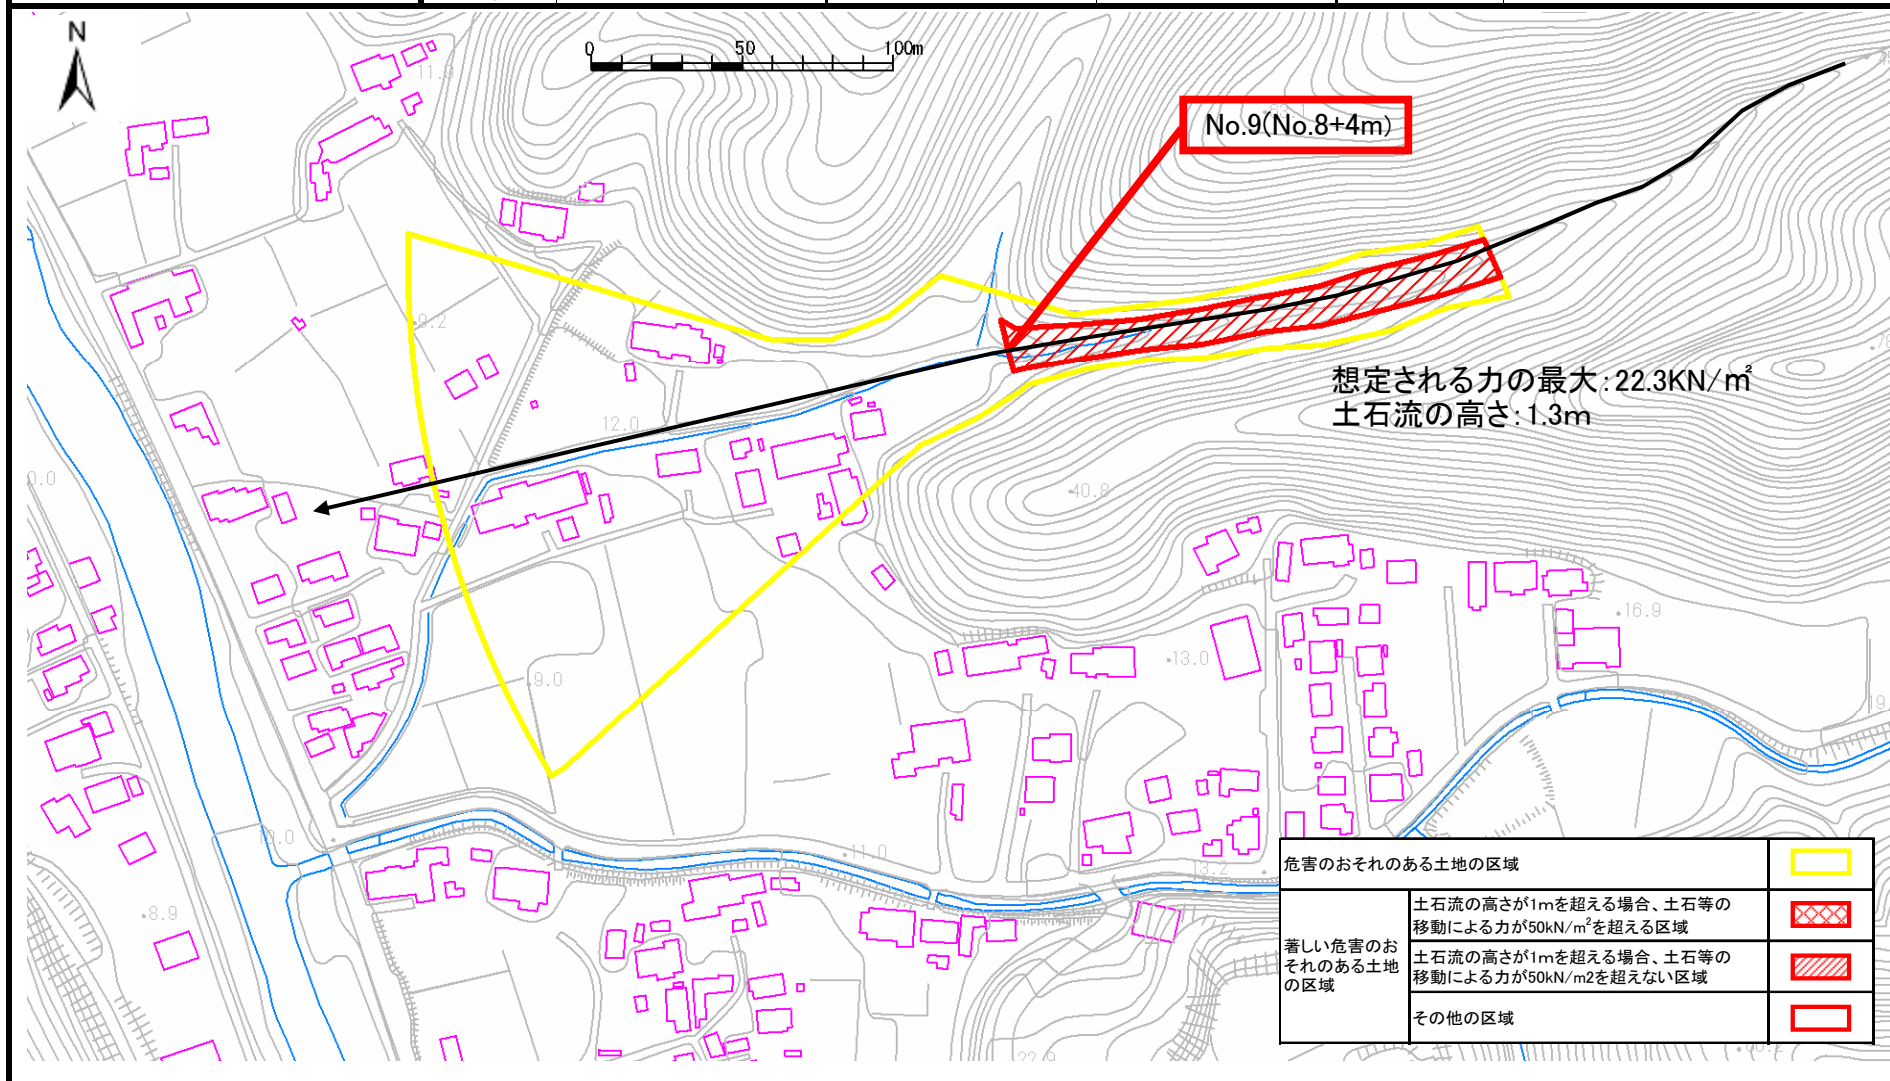 N
0 50 100m
11.9
63.1
No.9(No.8+4m)
9.2
78
想定される力の最大:22.3KN/㎡
土石流の高さ:1.3m
12.0
0.0
40.8
16.9
13.0
9.0
19.
10.0
11.0
13.2
8.9
22.9
危害のおそれのある土地の区域
著しい危害のお
それのある土地
の区域
土石流の高さが1mを超える場合、土石等の
移動による力が50kN/m²を超える区域
土石流の高さが1mを超える場合、土石等の
移動による力が50kN/m2を超えない区域
その他の区域